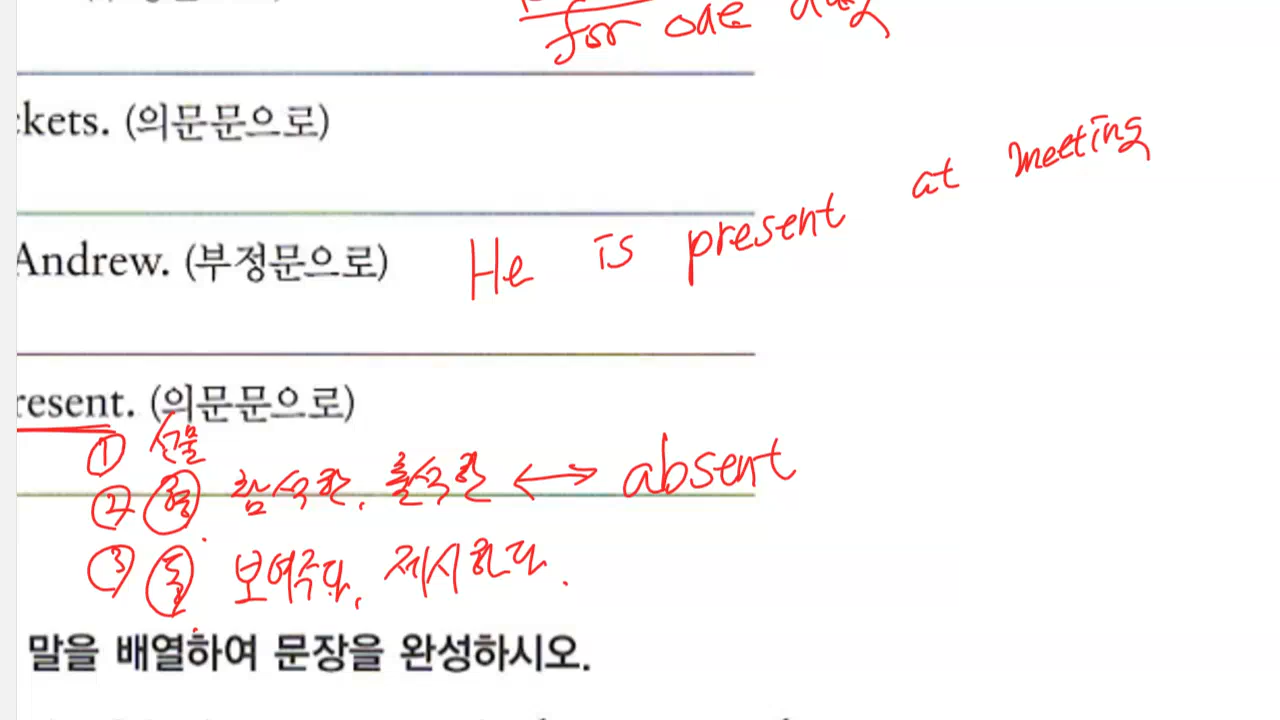 for one day
ckets. (의문문으로)
He is present at meeting
Andrew. (부정문으로)
resent. (의문문으로)
① 선물
② 형 참석한, 출석한 ↔ absent
③ 동 보여주다, 제시한다.
말을 배열하여 문장을 완성하시오.